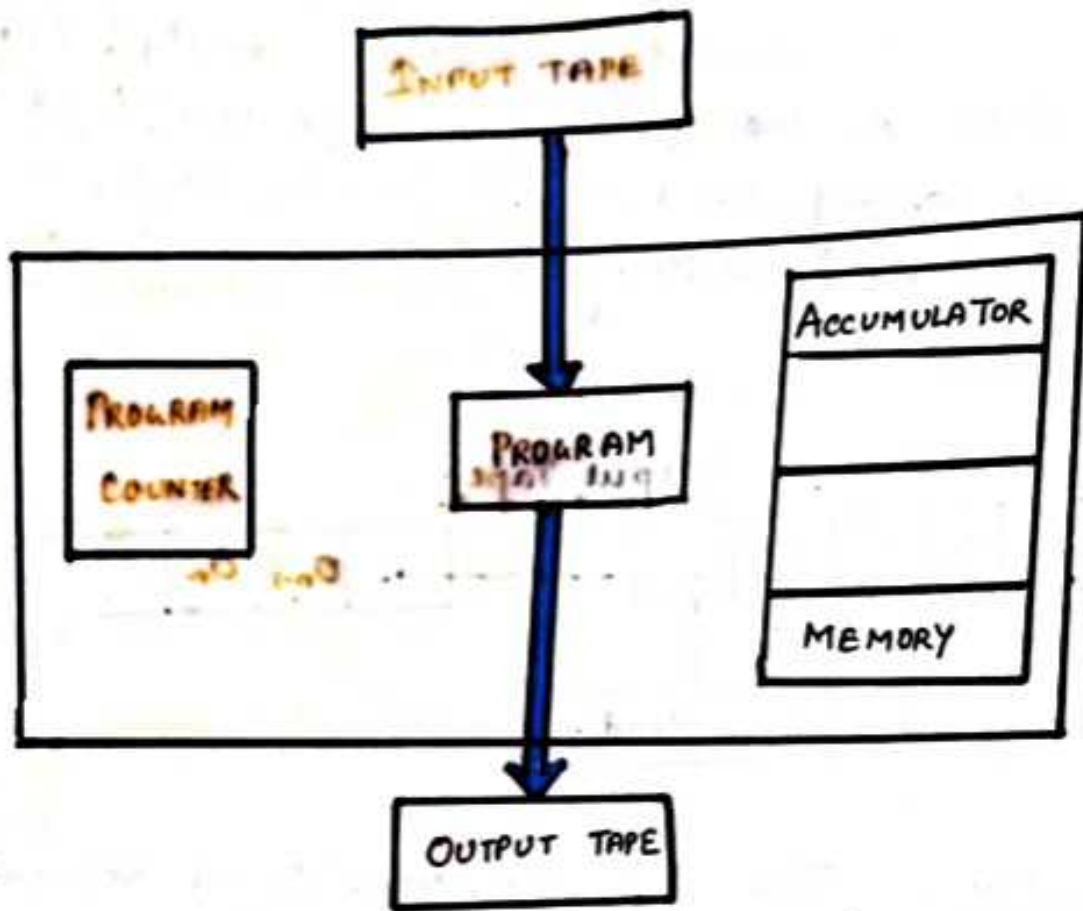 INPUT TAPE
ACCUMULATOR
PROGRAM
COUNTER
PROGRAM
MEMORY
OUTPUT TAPE